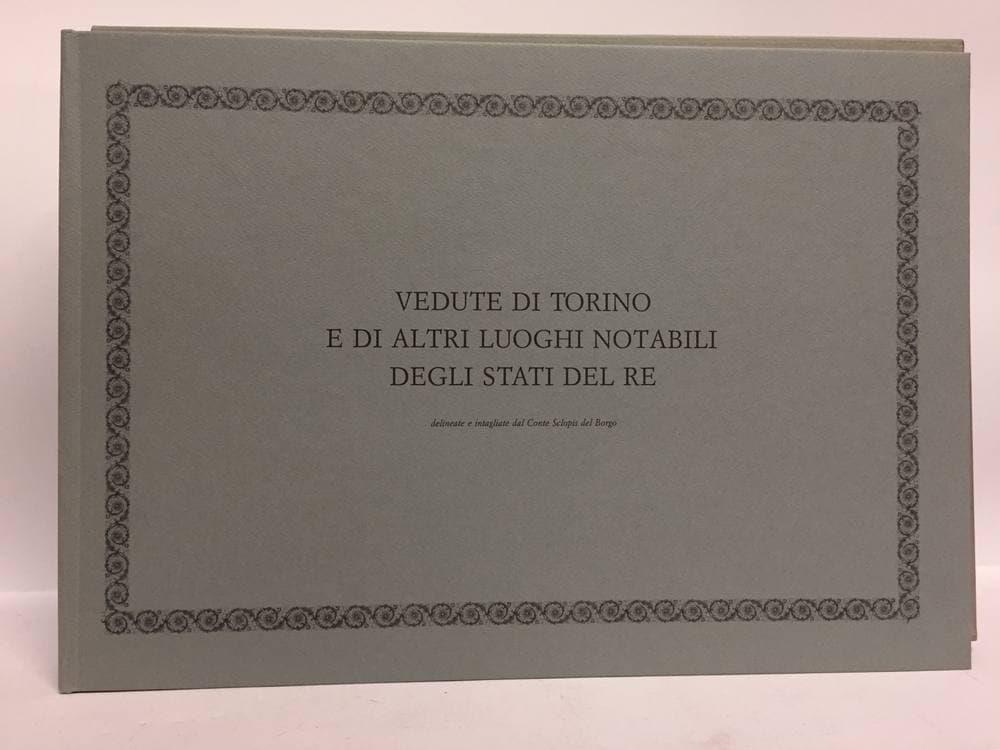 VEDUTE DI TORINO
E DI ALTRI LUOGHI NOTABILI
DEGLI STATI DEL RE
delineate e intagliate dal Conte Sclopis del Borgo